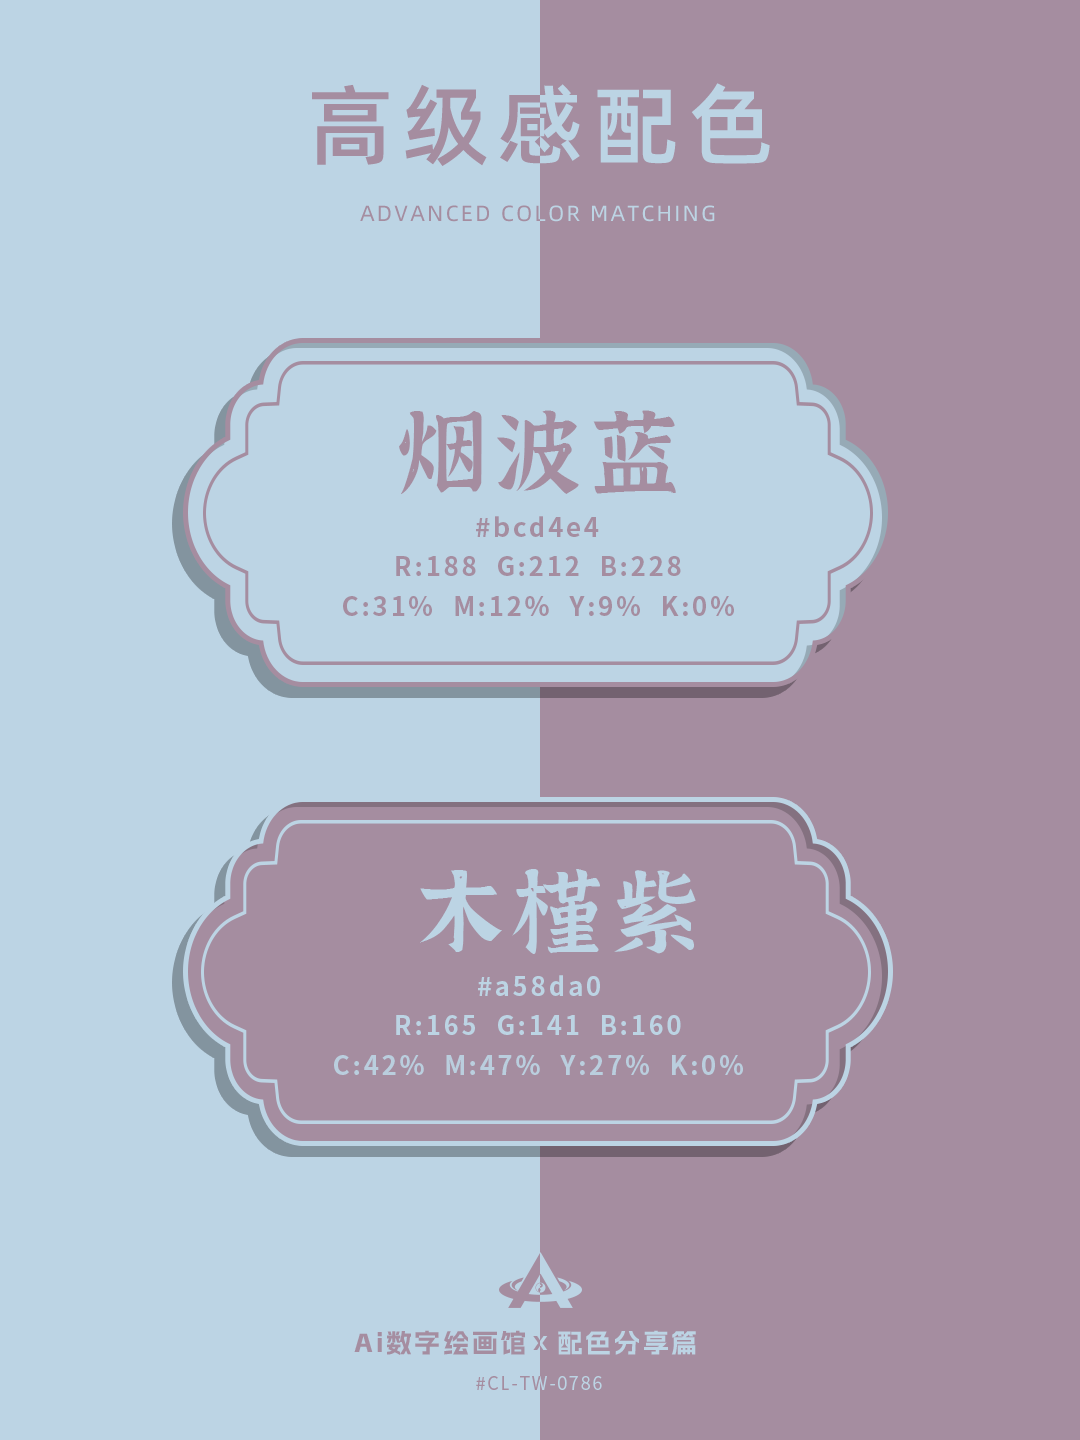 高级感配色
ADVANCED COLOR MATCHING
烟波蓝
#bcd4e4
R:188 G:212 B:228
C:31% M:12% Y:9% K:0%
木槿紫
#a58da0
R:165 G:141 B:160
C:42% M:47% Y:27% K:0%
Ai数字绘画馆 x 配色分享篇
#CL-TW-0786